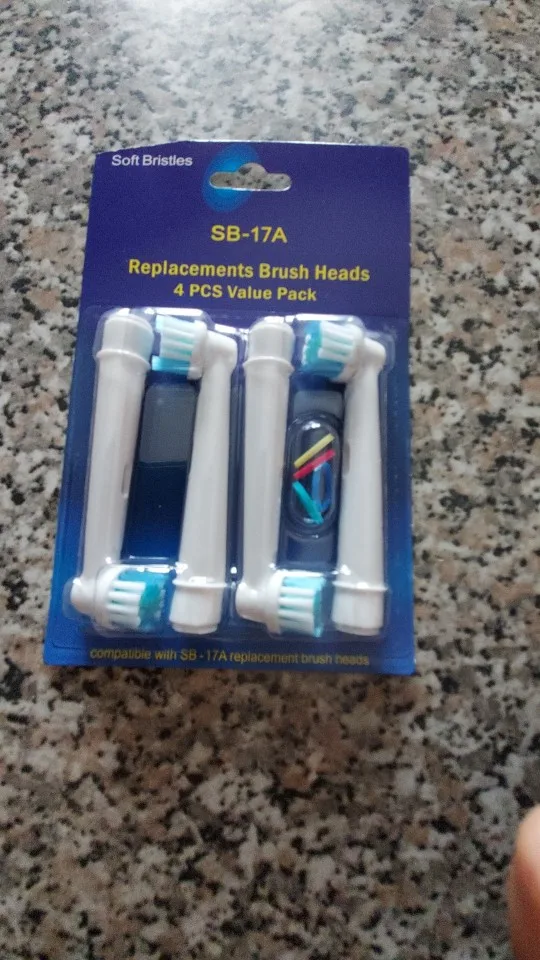 Soft Bristles
SB-17A
Replacements Brush Heads
4 PCS Value Pack
compatible with SB -17A replacement brush heads